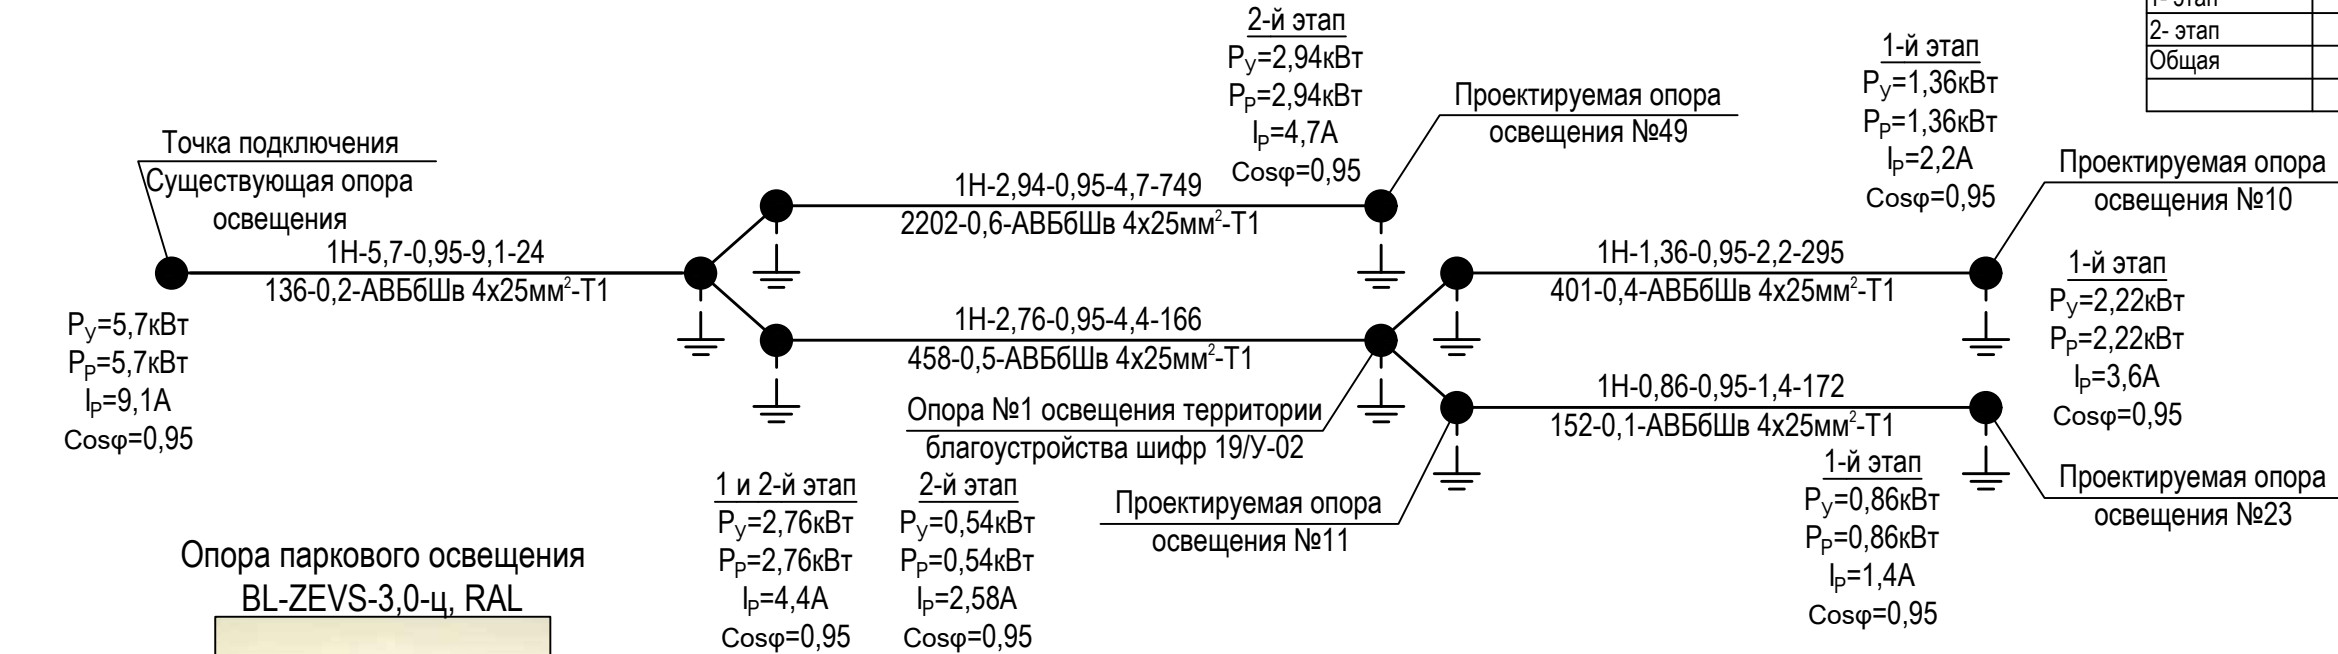 1- этап
2- этап
Общая
2-й этап
Pу=2,94кВт
Pр=2,94кВт
Iр=4,7А
Cosφ=0,95
1-й этап
Pу=1,36кВт
Pр=1,36кВт
Iр=2,2А
Cosφ=0,95
Проектируемая опора
освещения №49
Проектируемая опора
освещения №10
Точка подключения
Существующая опора
освещения
1Н-5,7-0,95-9,1-24
136-0,2-АВБбШв 4х25мм²-Т1
Pу=5,7кВт
Pр=5,7кВт
Iр=9,1А
Cosφ=0,95
1Н-2,94-0,95-4,7-749
2202-0,6-АВБбШв 4х25мм²-Т1
1Н-2,76-0,95-4,4-166
458-0,5-АВБбШв 4х25мм²-Т1
1Н-1,36-0,95-2,2-295
401-0,4-АВБбШв 4х25мм²-Т1
1Н-0,86-0,95-1,4-172
152-0,1-АВБбШв 4х25мм²-Т1
1-й этап
Pу=2,22кВт
Pр=2,22кВт
Iр=3,6А
Cosφ=0,95
Опора №1 освещения территории
благоустройства шифр 19/У-02
Проектируемая опора
освещения №11
1-й этап
Pу=0,86кВт
Pр=0,86кВт
Iр=1,4А
Cosφ=0,95
Проектируемая опора
освещения №23
1 и 2-й этап
Pу=2,76кВт
Pр=2,76кВт
Iр=4,4А
Cosφ=0,95
2-й этап
Pу=0,54кВт
Pр=0,54кВт
Iр=2,58А
Cosφ=0,95
Опора паркового освещения
BL-ZEVS-3,0-ц, RAL